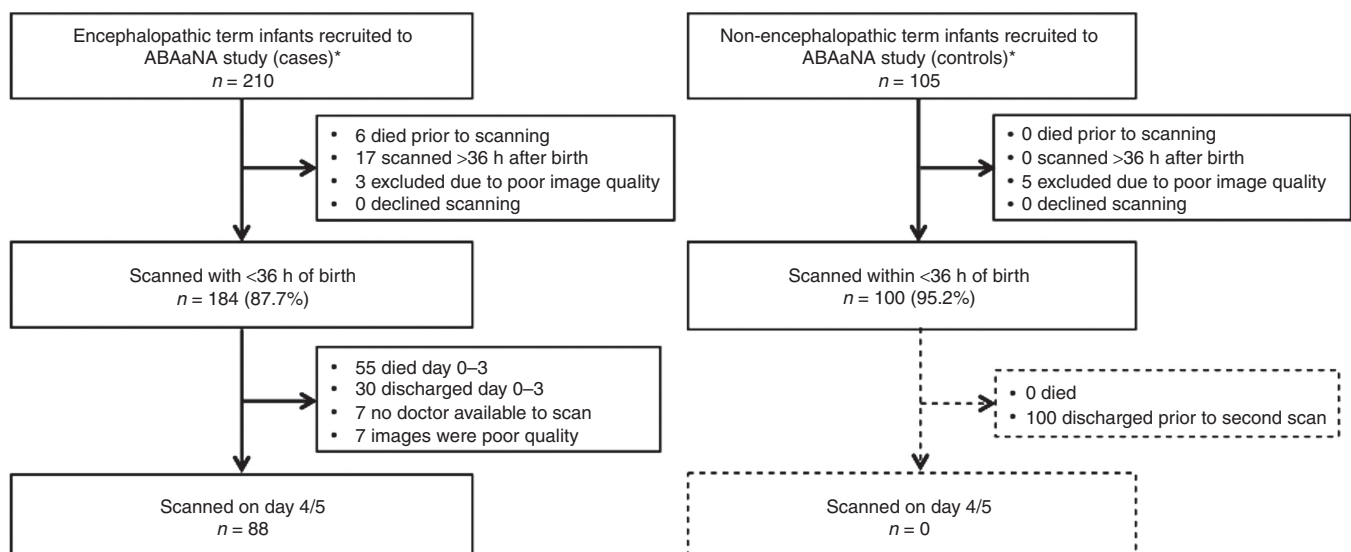 Encephalopathic term infants recruited to
ABAaNA study (cases)*
n = 210
• 6 died prior to scanning
• 17 scanned >36 h after birth
• 3 excluded due to poor image quality
• 0 declined scanning
Scanned with <36 h of birth
n = 184 (87.7%)
• 55 died day 0–3
• 30 discharged day 0–3
• 7 no doctor available to scan
• 7 images were poor quality
Scanned on day 4/5
n = 88
Non-encephalopathic term infants recruited to
ABAaNA study (controls)*
n = 105
• 0 died prior to scanning
• 0 scanned >36 h after birth
• 5 excluded due to poor image quality
• 0 declined scanning
Scanned within <36 h of birth
n = 100 (95.2%)
• 0 died
• 100 discharged prior to second scan
Scanned on day 4/5
n = 0